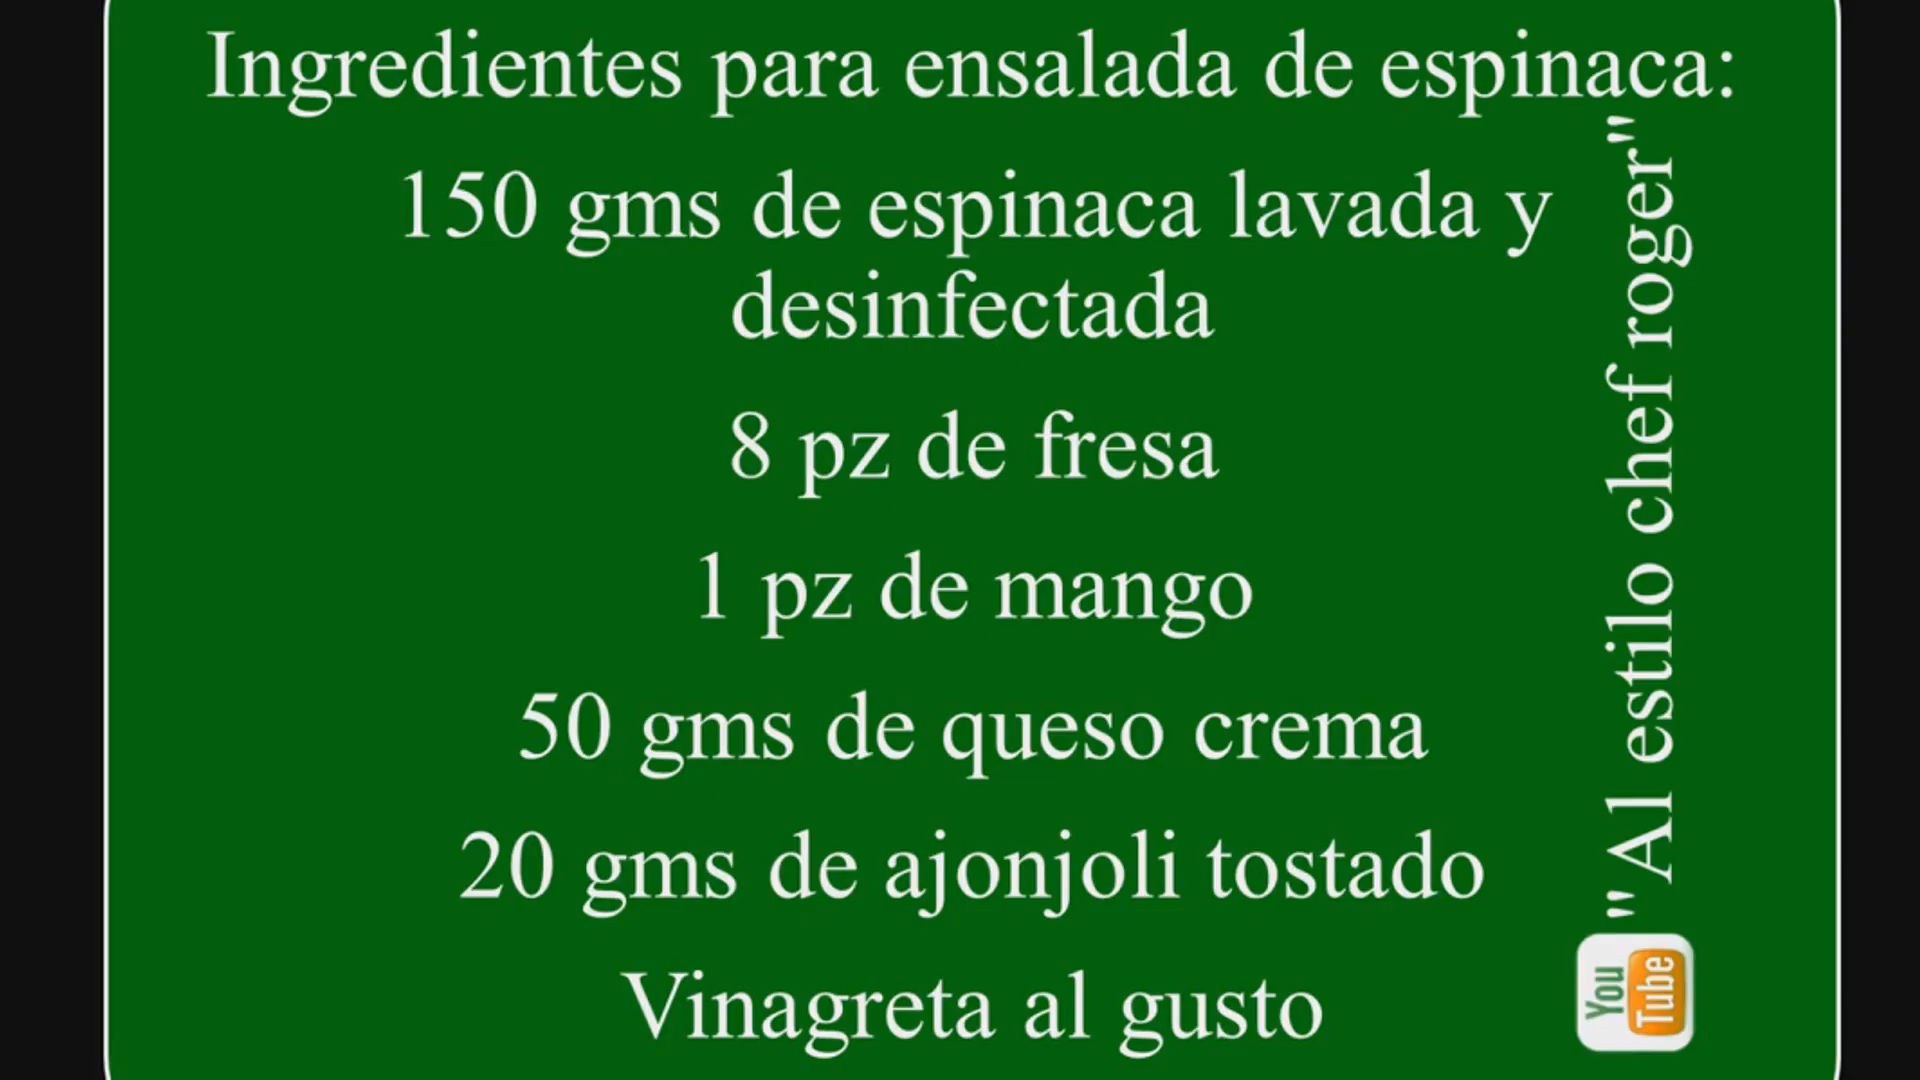 Ingredientes para ensalada de espinaca:
150 gms de espinaca lavada y
desinfectada
8 pz de fresa
1 pz de mango
50 gms de queso crema
20 gms de ajonjoli tostado
Vinagreta al gusto
"Al estilo chef roger"
You
Tube